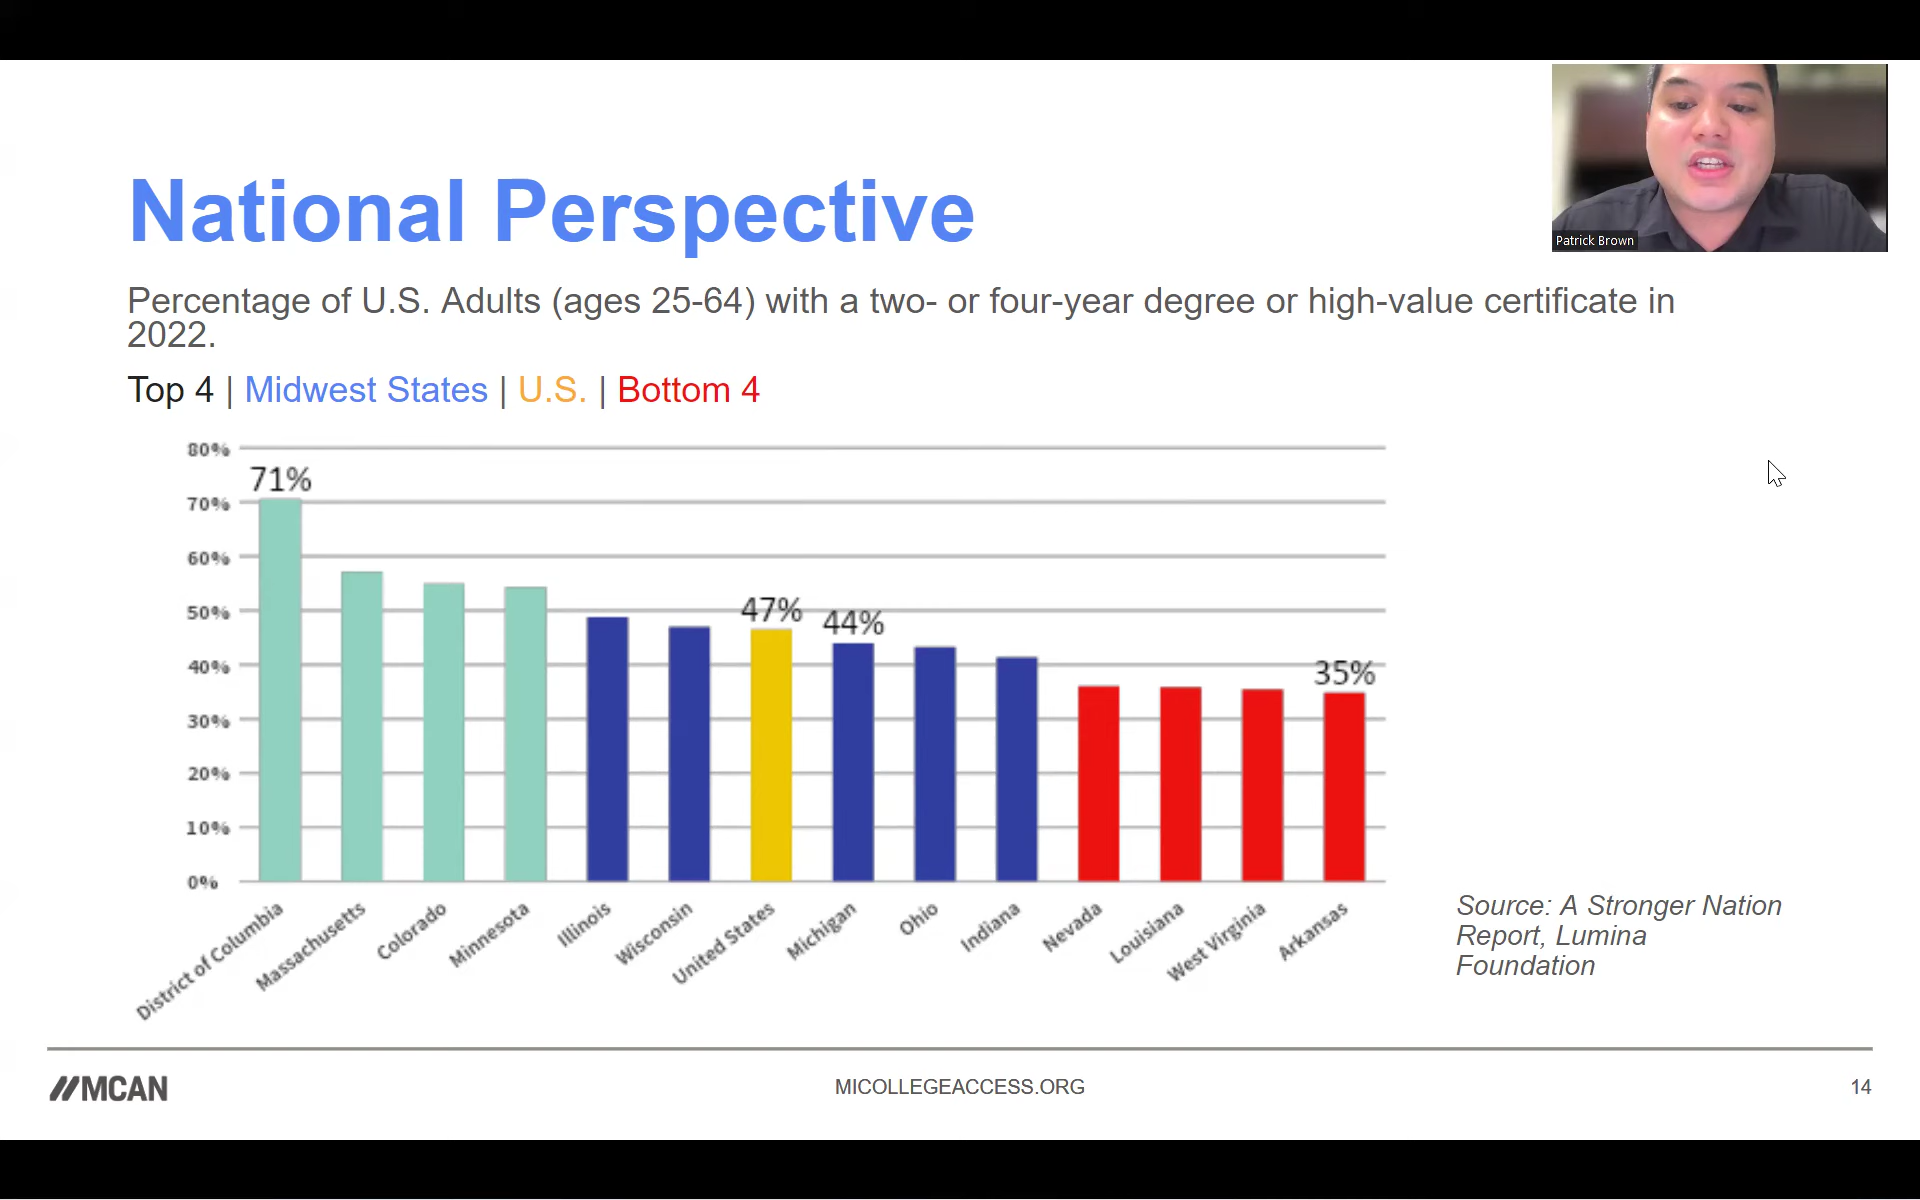 Patrick Brown
National Perspective
Percentage of U.S. Adults (ages 25-64) with a two- or four-year degree or high-value certificate in
2022.
Top 4 | Midwest States | U.S. | Bottom 4
80%
70%
60%
50%
40%
30%
20%
10%
0%
71%
47%
44%
35%
District of Columbia
Massachusetts
Colorado
Minnesota
Illinois
Wisconsin
United States
Michigan
Ohio
Indiana
Nevada
Louisiana
West Virginia
Arkansas
Source: A Stronger Nation
Report, Lumina
Foundation
MCAN
MICOLLEGEACCESS.ORG
14